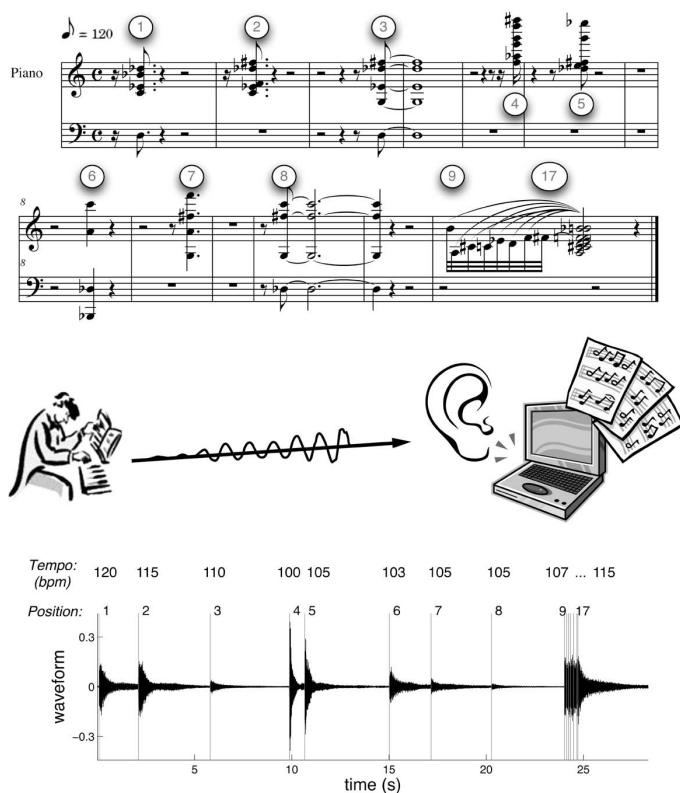 1 2 3
♪ = 120
Piano
4 5
6 7 8 9 17
8
8
Tempo: 120 115 110 100 105 103 105 105 107 ... 115
(bpm)
Position: 1 2 3 4 5 6 7 8 9 17
0.3
waveform
0
−0.3
5 10 15 20 25
time (s)